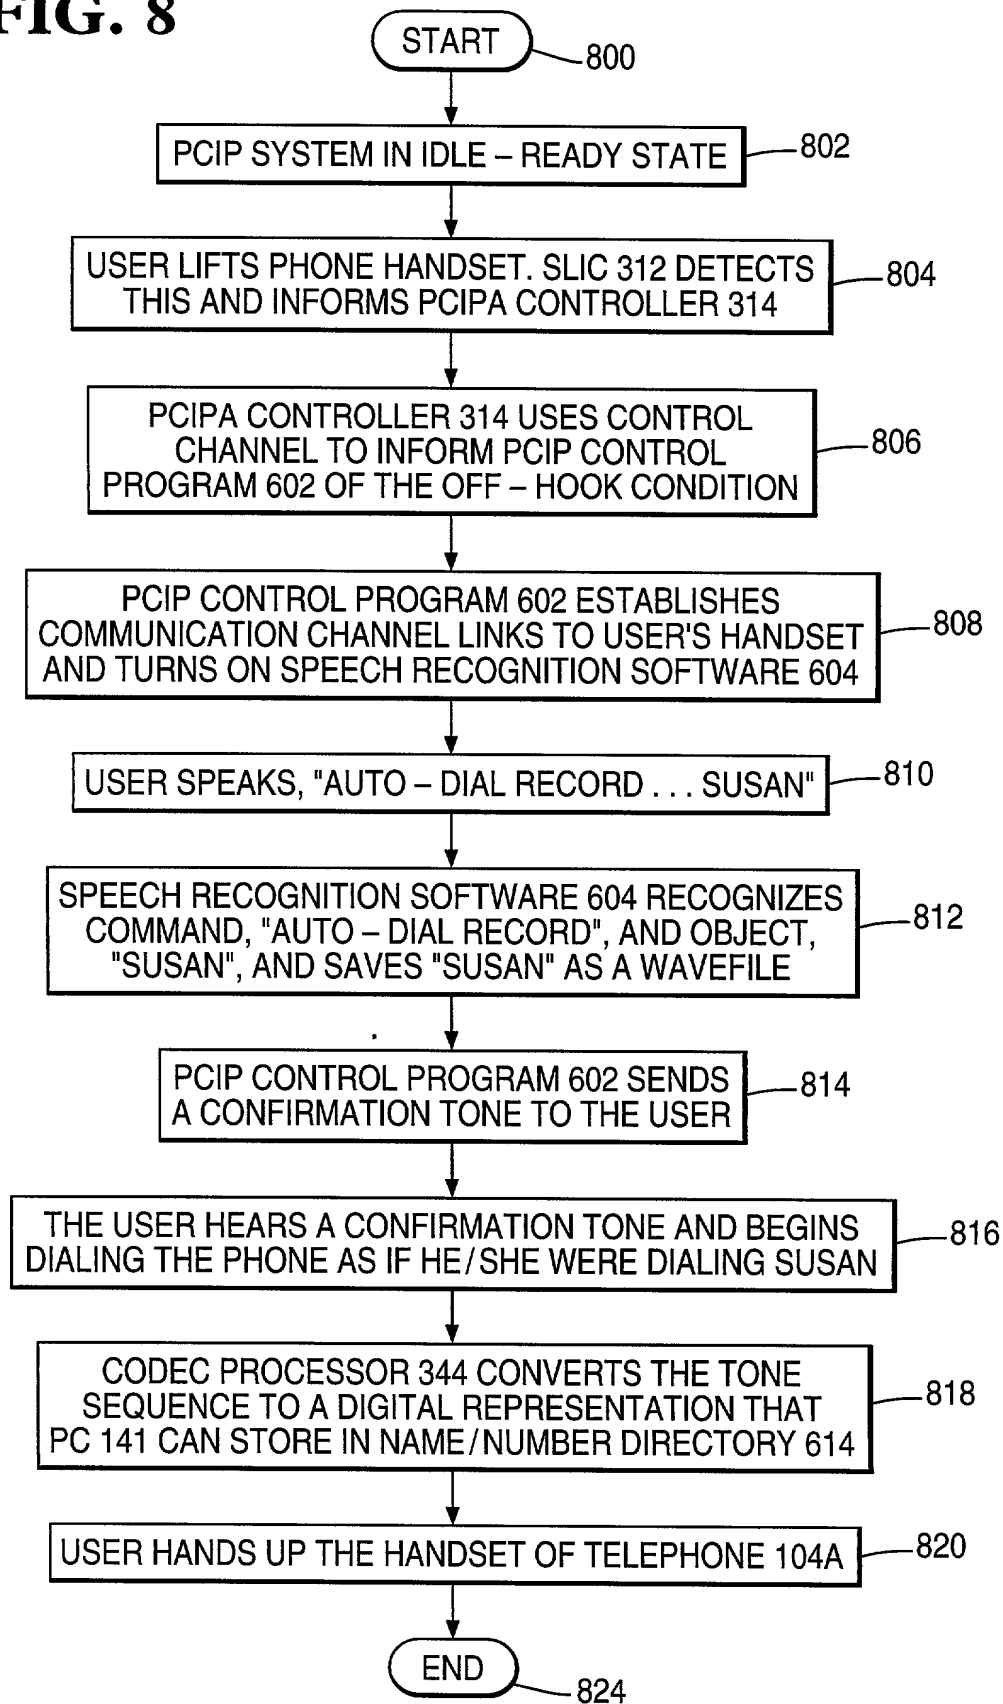 FIG. 8
START
800
PCIP SYSTEM IN IDLE – READY STATE
802
USER LIFTS PHONE HANDSET. SLIC 312 DETECTS
THIS AND INFORMS PCIPA CONTROLLER 314
804
PCIPA CONTROLLER 314 USES CONTROL
CHANNEL TO INFORM PCIP CONTROL
PROGRAM 602 OF THE OFF – HOOK CONDITION
806
PCIP CONTROL PROGRAM 602 ESTABLISHES
COMMUNICATION CHANNEL LINKS TO USER'S HANDSET
AND TURNS ON SPEECH RECOGNITION SOFTWARE 604
808
USER SPEAKS, "AUTO – DIAL RECORD . . . SUSAN"
810
SPEECH RECOGNITION SOFTWARE 604 RECOGNIZES
COMMAND, "AUTO – DIAL RECORD", AND OBJECT,
"SUSAN", AND SAVES "SUSAN" AS A WAVEFILE
812
PCIP CONTROL PROGRAM 602 SENDS
A CONFIRMATION TONE TO THE USER
814
THE USER HEARS A CONFIRMATION TONE AND BEGINS
DIALING THE PHONE AS IF HE/SHE WERE DIALING SUSAN
816
CODEC PROCESSOR 344 CONVERTS THE TONE
SEQUENCE TO A DIGITAL REPRESENTATION THAT
PC 141 CAN STORE IN NAME/NUMBER DIRECTORY 614
818
USER HANDS UP THE HANDSET OF TELEPHONE 104A
820
END
824